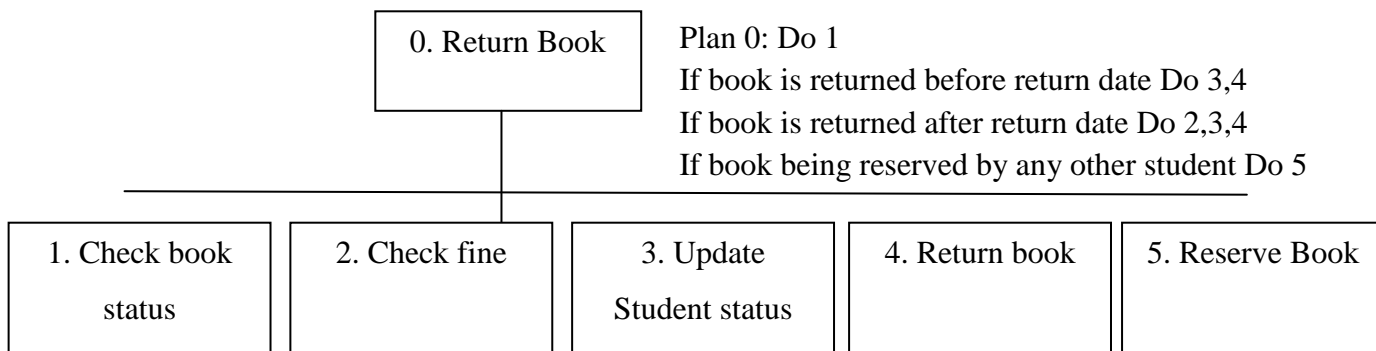 0. Return Book
Plan 0: Do 1
If book is returned before return date Do 3,4
If book is returned after return date Do 2,3,4
If book being reserved by any other student Do 5
1. Check book
status
2. Check fine
3. Update
Student status
4. Return book
5. Reserve Book